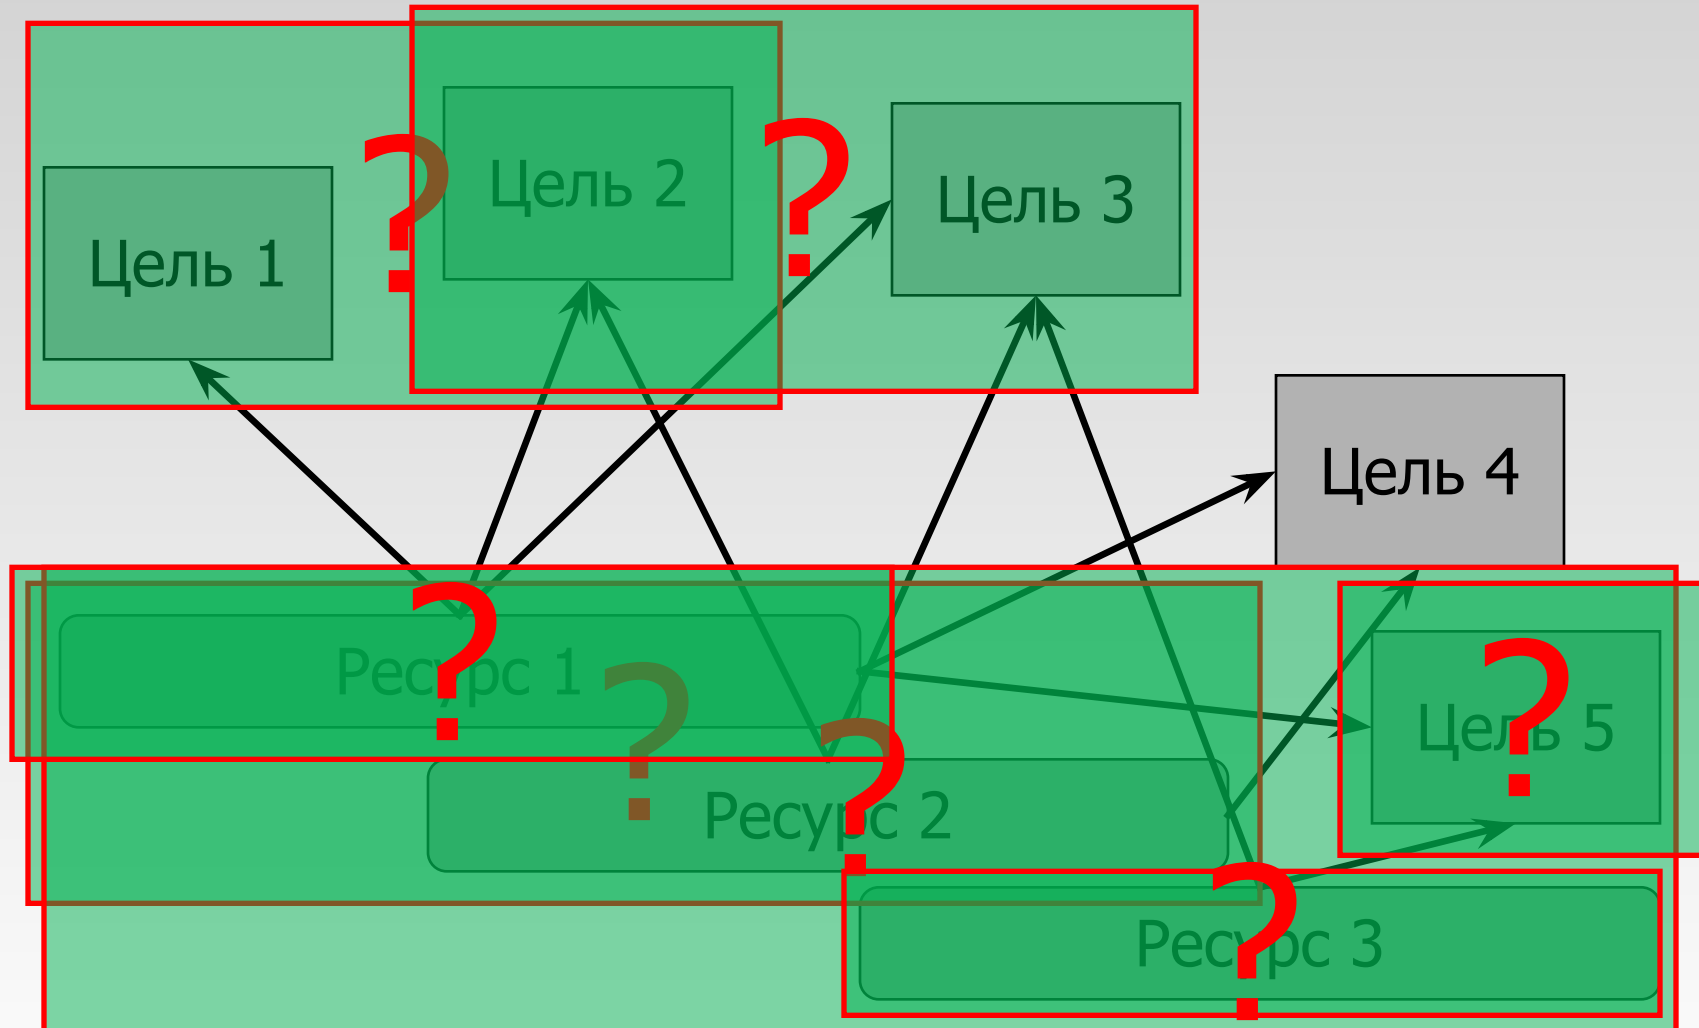 Цель 1
?
Цель 2
?
Цель 3
Цель 4
Ресурс 1
?
?
Цель 5
?
Ресурс 2
?
Ресурс 3
?